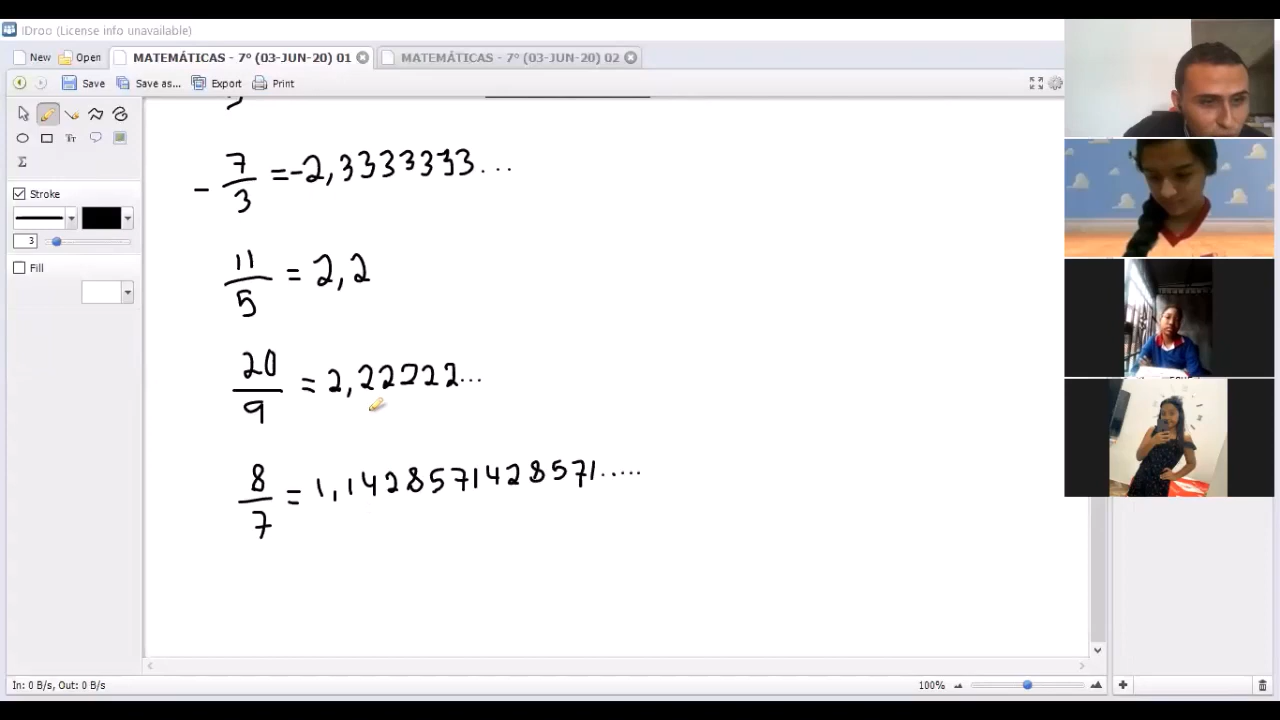 IDroo (License info unavailable)
New Open MATEMÁTICAS - 7º (03-JUN-20) 01 MATEMÁTICAS - 7º (03-JUN-20) 02
Save Save as... Export Print
Stroke
3
Fill
- 7/3 = -2,3333333...
11/5 = 2,2
20/9 = 2,22222...
8/7 = 1,1428571428571.....
In: 0 B/s, Out: 0 B/s 100%